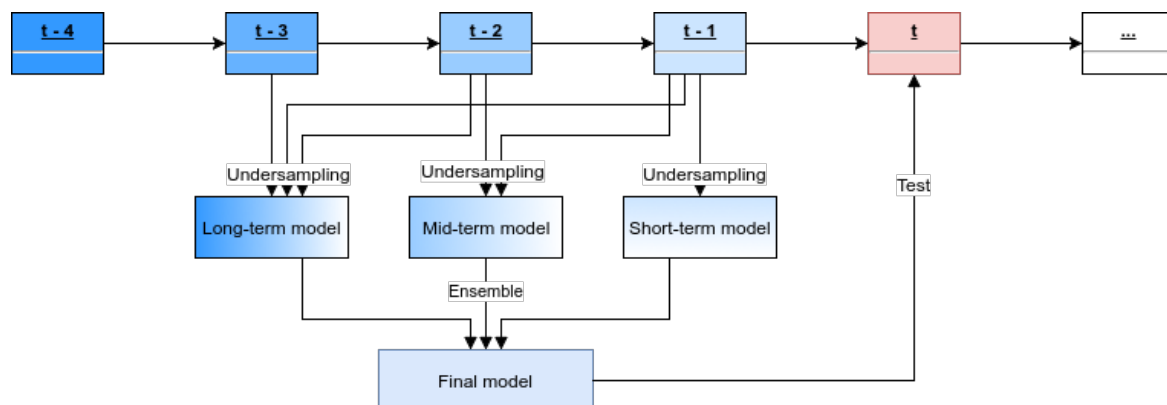 t - 4
t - 3
t - 2
t - 1
t
...
Undersampling
Undersampling
Undersampling
Test
Long-term model
Mid-term model
Short-term model
Ensemble
Final model